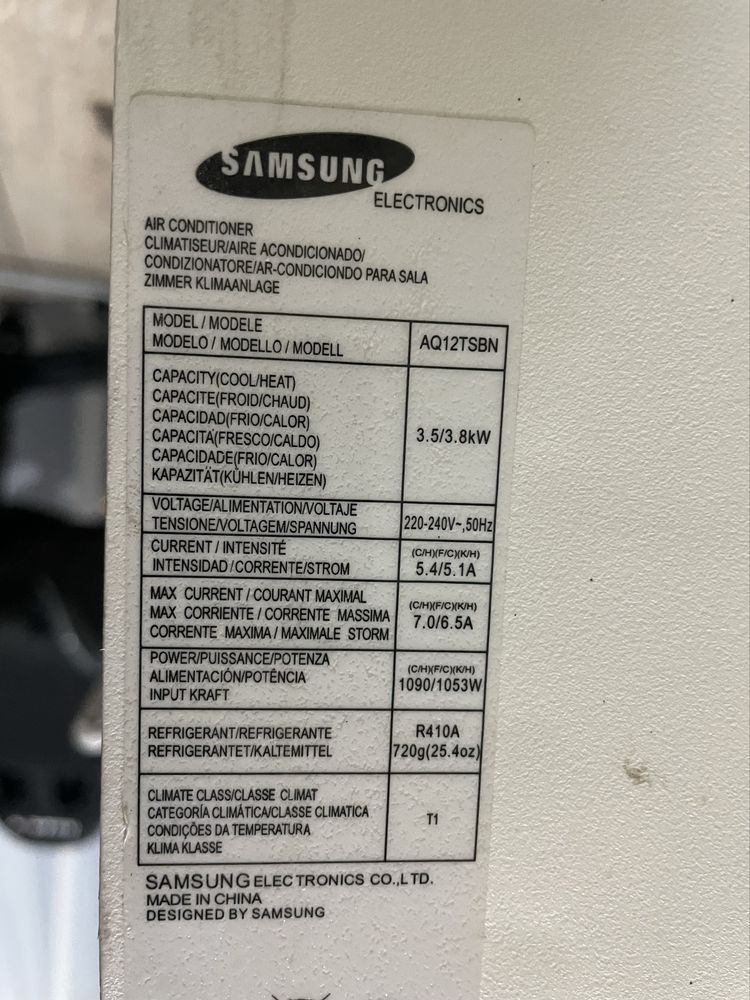 SAMSUNG
ELECTRONICS
AIR CONDITIONER
CLIMATISEUR/AIRE ACONDICIONADO/
CONDIZIONATORE/AR-CONDICIONDO PARA SALA
ZIMMER KLIMAANLAGE
MODEL / MODELE
MODELO / MODELLO / MODELL
AQ12TSBN
CAPACITY(COOL/HEAT)
CAPACITE(FROID/CHAUD)
CAPACIDAD(FRIO/CALOR)
CAPACITA(FRESCO/CALDO)
CAPACIDADE(FRIO/CALOR)
KAPAZITÄT(KÜHLEN/HEIZEN)
3.5/3.8kW
VOLTAGE/ALIMENTATION/VOLTAJE
TENSIONE/VOLTAGEM/SPANNUNG
220-240V~,50Hz
CURRENT / INTENSITÉ
INTENSIDAD/CORRENTE/STROM
(C/H)(F/C)(K/H)
5.4/5.1A
MAX CURRENT / COURANT MAXIMAL
MAX CORRIENTE / CORRENTE MASSIMA
CORRENTE MAXIMA / MAXIMALE STORM
(C/H)(F/C)(K/H)
7.0/6.5A
POWER/PUISSANCE/POTENZA
ALIMENTACIÓN/POTÊNCIA
INPUT KRAFT
(C/H)(F/C)(K/H)
1090/1053W
REFRIGERANT/REFRIGERANTE
REFRIGERANTET/KALTEMITTEL
R410A
720g(25.4oz)
CLIMATE CLASS/CLASSE CLIMAT
CATEGORÍA CLIMÁTICA/CLASSE CLIMATICA
CONDIÇÕES DA TEMPERATURA
KLIMA KLASSE
T1
SAMSUNG ELECTRONICS CO.,LTD.
MADE IN CHINA
DESIGNED BY SAMSUNG